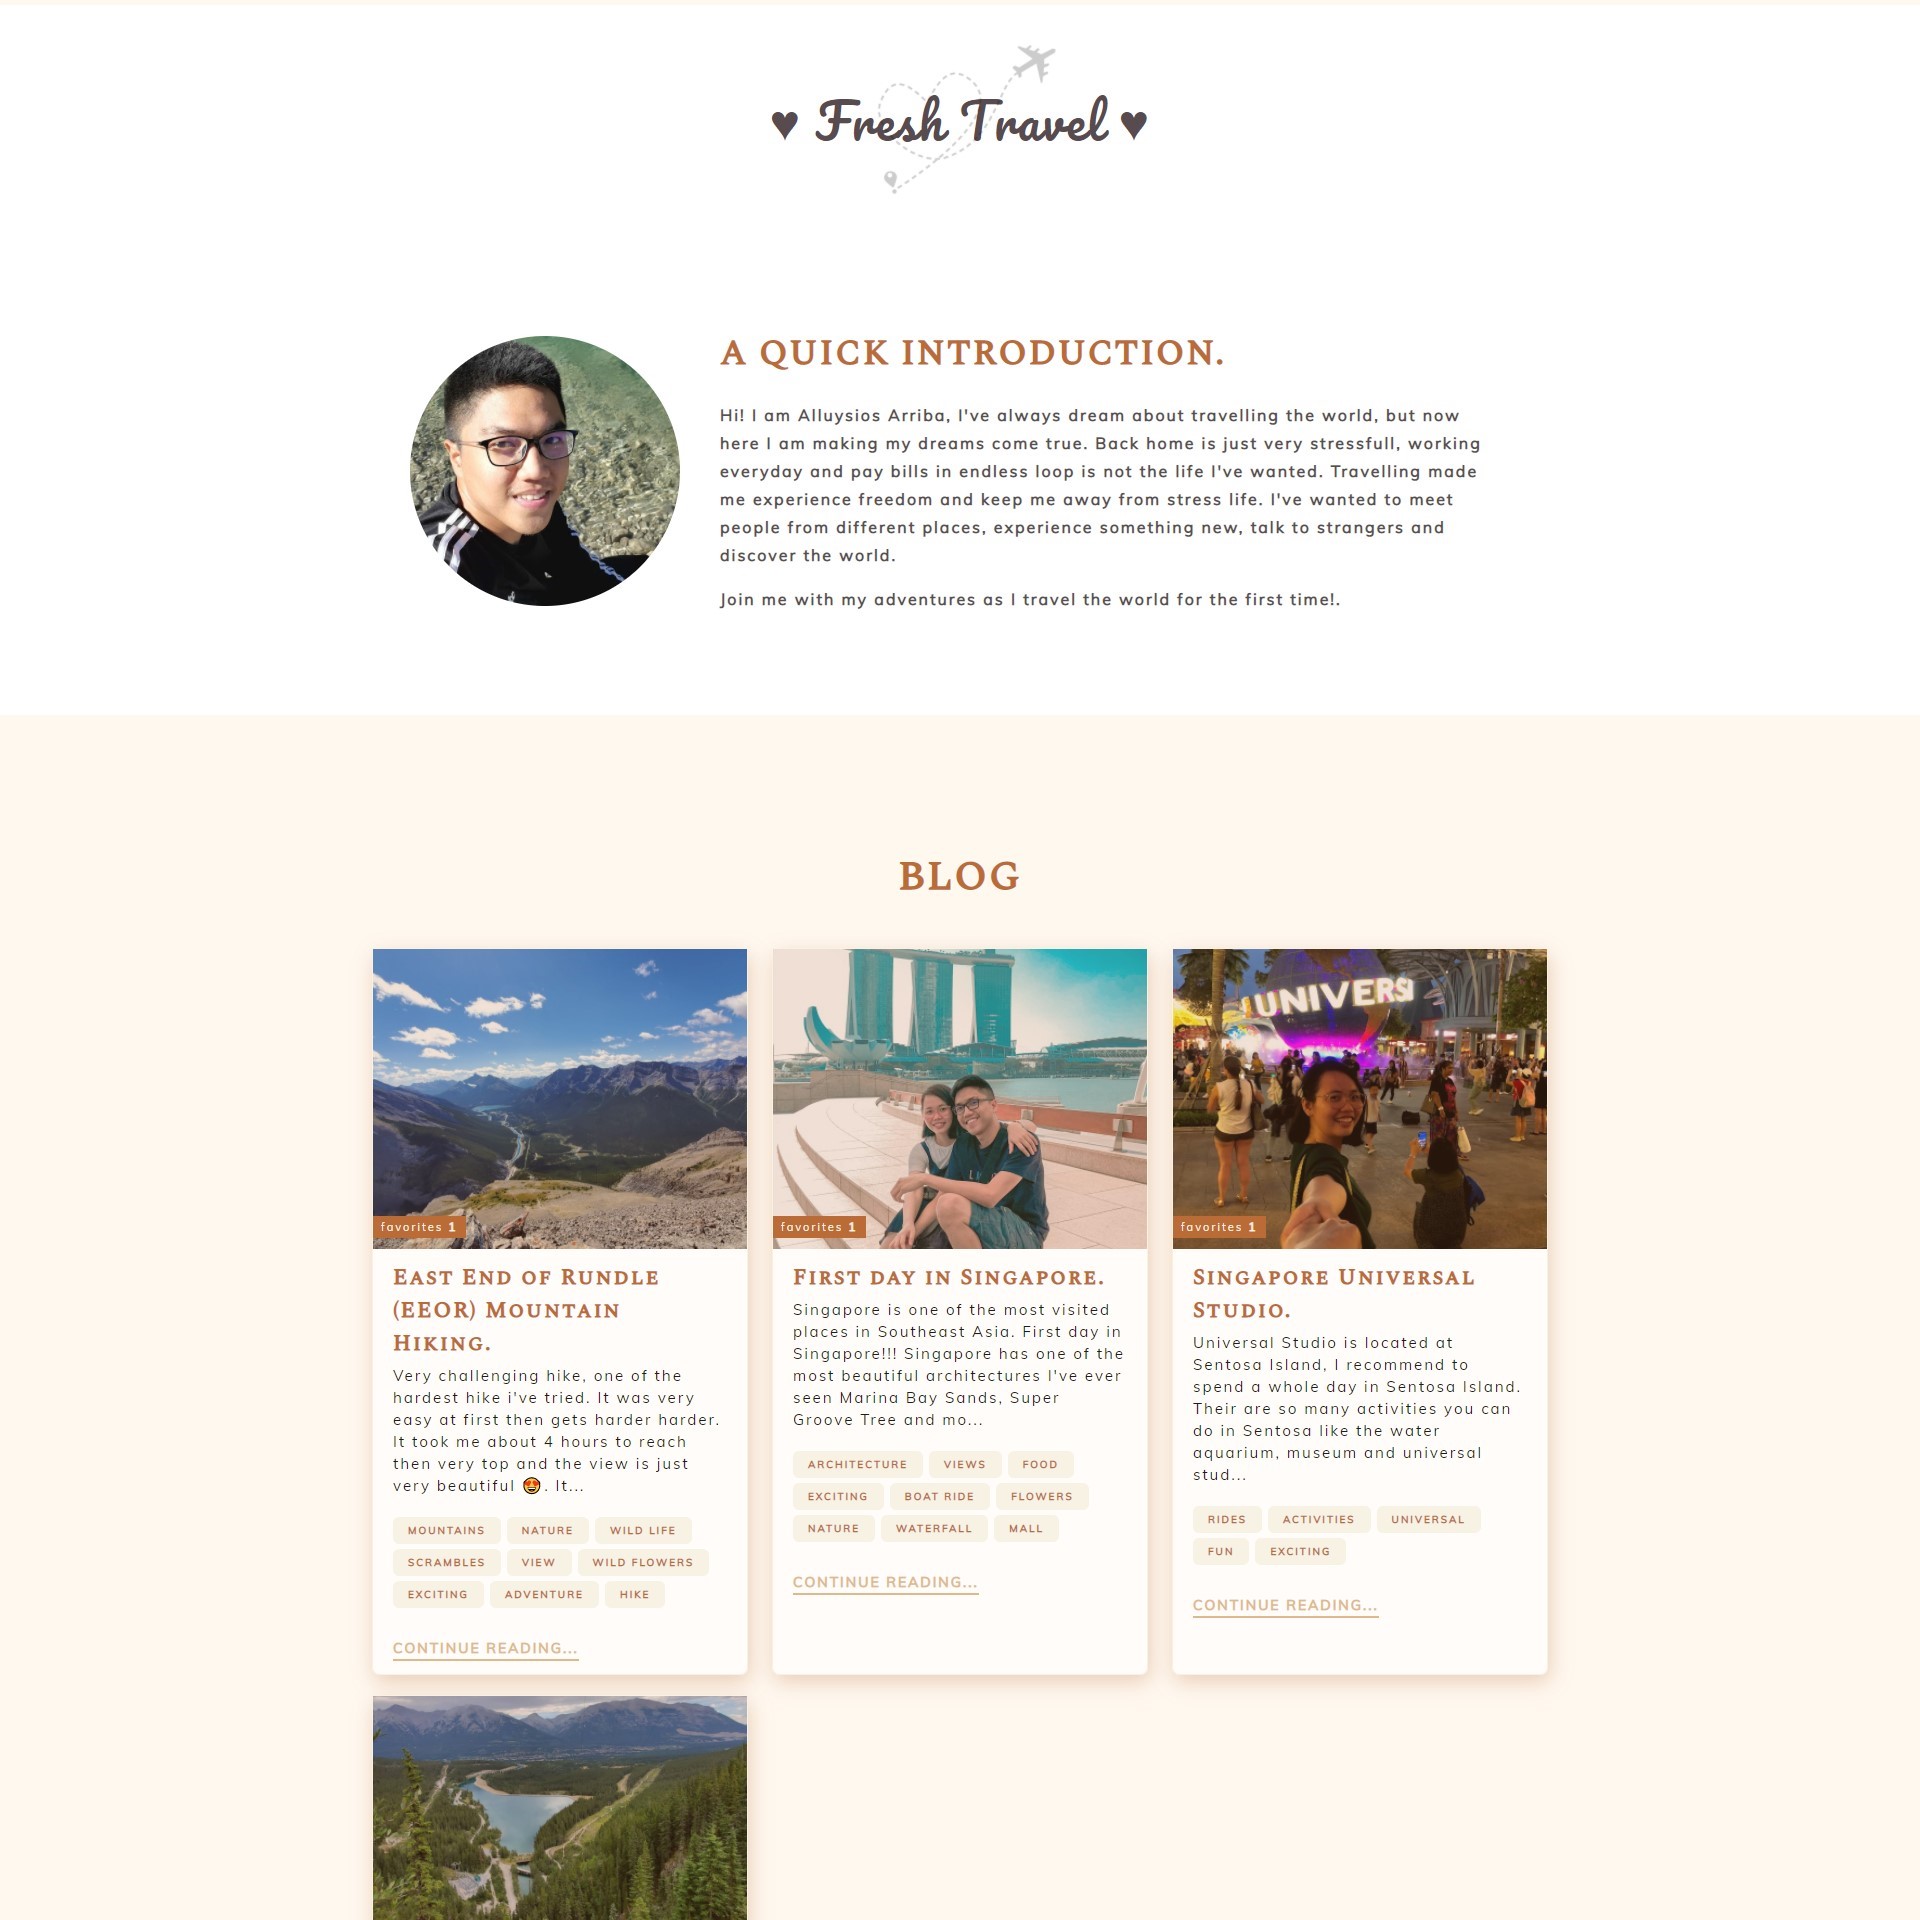 ♥ Fresh Travel ♥
A QUICK INTRODUCTION.
Hi! I am Alluysios Arriba, I've always dream about travelling the world, but now
here I am making my dreams come true. Back home is just very stressfull, working
everyday and pay bills in endless loop is not the life I've wanted. Travelling made
me experience freedom and keep me away from stress life. I've wanted to meet
people from different places, experience something new, talk to strangers and
discover the world.
Join me with my adventures as I travel the world for the first time!.
BLOG
favorites 1
East End of Rundle
(EEOR) Mountain
Hiking.
Very challenging hike, one of the
hardest hike i've tried. It was very
easy at first then gets harder harder.
It took me about 4 hours to reach
then very top and the view is just
very beautiful 😍. It...
MOUNTAINS NATURE WILD LIFE
SCRAMBLES VIEW WILD FLOWERS
EXCITING ADVENTURE HIKE
CONTINUE READING...
favorites 1
First day in Singapore.
Singapore is one of the most visited
places in Southeast Asia. First day in
Singapore!!! Singapore has one of the
most beautiful architectures I've ever
seen Marina Bay Sands, Super
Groove Tree and mo...
ARCHITECTURE VIEWS FOOD
EXCITING BOAT RIDE FLOWERS
NATURE WATERFALL MALL
CONTINUE READING...
UNIVERS
favorites 1
Singapore Universal
Studio.
Universal Studio is located at
Sentosa Island, I recommend to
spend a whole day in Sentosa Island.
Their are so many activities you can
do in Sentosa like the water
aquarium, museum and universal
stud...
RIDES ACTIVITIES UNIVERSAL
FUN EXCITING
CONTINUE READING...